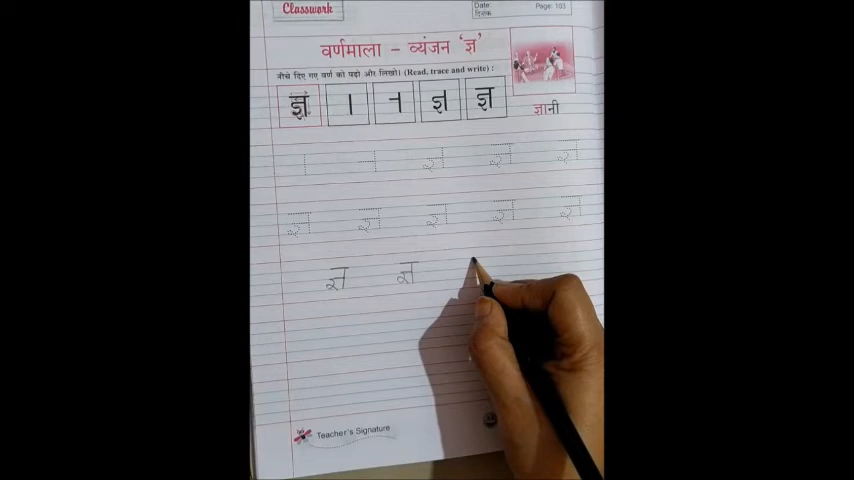 Classwork
Date:
दिनांक
Page: 103
वर्णमाला – व्यंजन 'ज्ञ'
नीचे दिए गए वर्ण को पढ़ो और लिखो। (Read, trace and write) :
ज्ञ ा ज्ञ ज्ञ
ज्ञानी
ज्ञ ज्ञ ज्ञ
ज्ञ ज्ञ ज्ञ ज्ञ ज्ञ
ज्ञ ज्ञ
Teacher's Signature